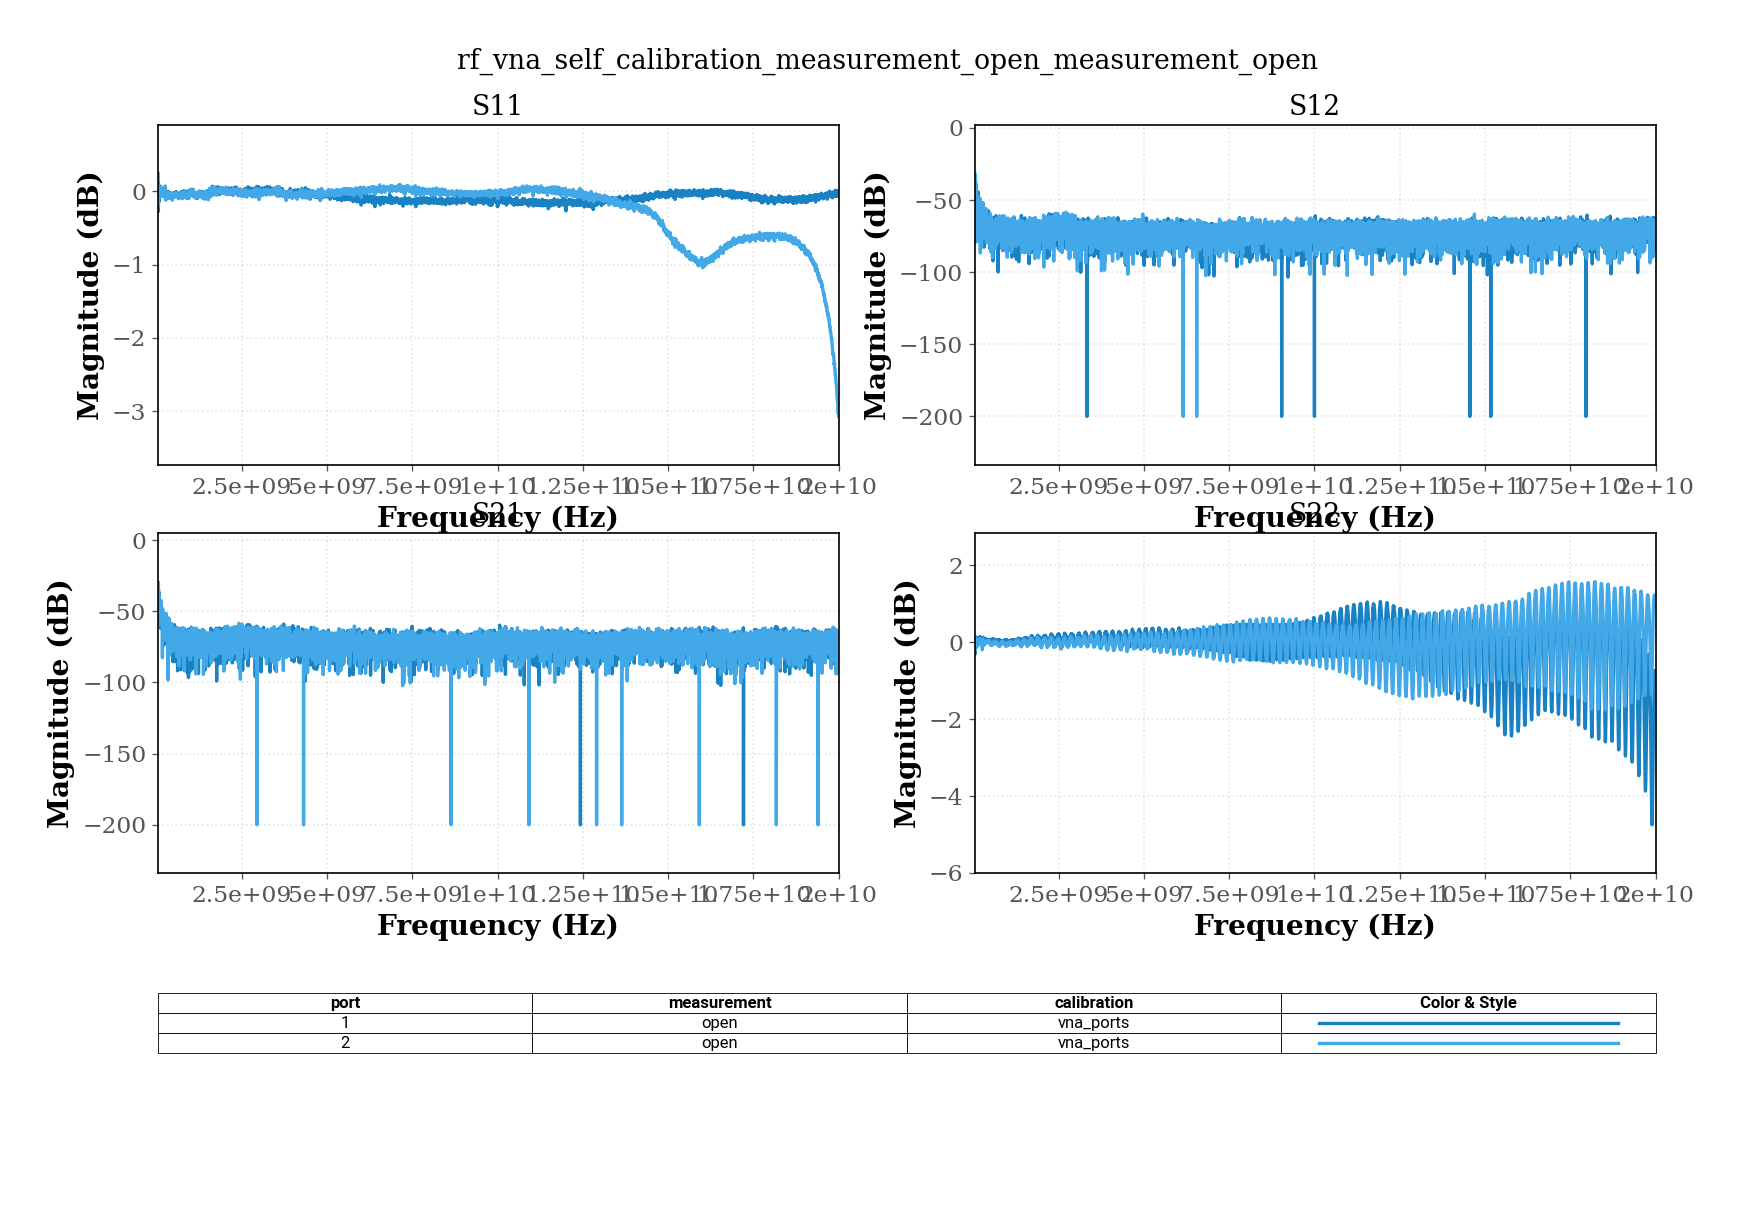 rf_vna_self_calibration_measurement_open_measurement_open
S11
Magnitude (dB)
0
−1
−2
−3
2.5e+09 5e+09 7.5e+09 1e+10 1.25e+10 1.5e+10 1.75e+10 2e+10
Frequency (Hz)
S12
Magnitude (dB)
0
−50
−100
−150
−200
2.5e+09 5e+09 7.5e+09 1e+10 1.25e+10 1.5e+10 1.75e+10 2e+10
Frequency (Hz)
S21
Magnitude (dB)
0
−50
−100
−150
−200
2.5e+09 5e+09 7.5e+09 1e+10 1.25e+10 1.5e+10 1.75e+10 2e+10
Frequency (Hz)
S22
Magnitude (dB)
2
0
−2
−4
−6
2.5e+09 5e+09 7.5e+09 1e+10 1.25e+10 1.5e+10 1.75e+10 2e+10
Frequency (Hz)
port measurement calibration Color & Style
1 open vna_ports
2 open vna_ports